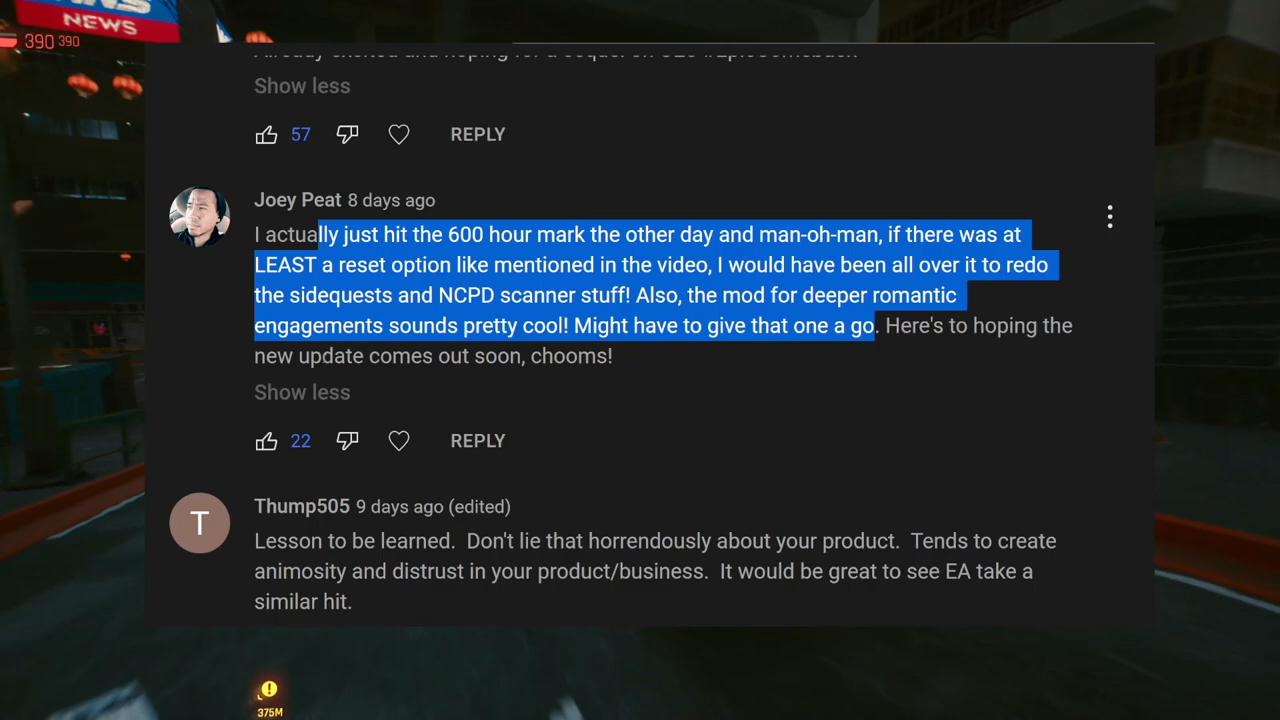 NEWS
390 390
Show less
57 REPLY
Joey Peat 8 days ago
I actually just hit the 600 hour mark the other day and man-oh-man, if there was at
LEAST a reset option like mentioned in the video, I would have been all over it to redo
the sidequests and NCPD scanner stuff! Also, the mod for deeper romantic
engagements sounds pretty cool! Might have to give that one a go. Here's to hoping the
new update comes out soon, chooms!
Show less
22 REPLY
T
Thump505 9 days ago (edited)
Lesson to be learned.  Don't lie that horrendously about your product.  Tends to create
animosity and distrust in your product/business.  It would be great to see EA take a
similar hit.
375M